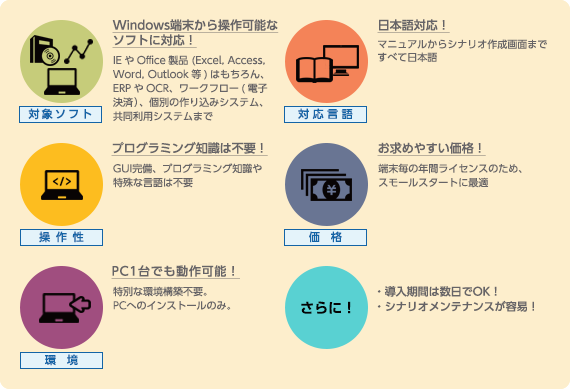 Windows端末から操作可能な
ソフトに対応！
IE や Office 製品 (Excel, Access,
Word, Outlook 等 ) はもちろん、
ERP や OCR、ワークフロー ( 電子
決済 ) 、個別の作り込みシステム、
共同利用システムまで
対象ソフト
日本語対応！
マニュアルからシナリオ作成画面まで
すべて日本語
対応言語
プログラミング知識は不要！
GUI完備、プログラミング知識や
特殊な言語は不要
</>
操作性
お求めやすい価格！
端末毎の年間ライセンスのため、
スモールスタートに最適
¥
価格
PC1台でも動作可能！
特別な環境構築不要。
PCへのインストールのみ。
環境
さらに！
・導入期間は数日でOK！
・シナリオメンテナンスが容易！